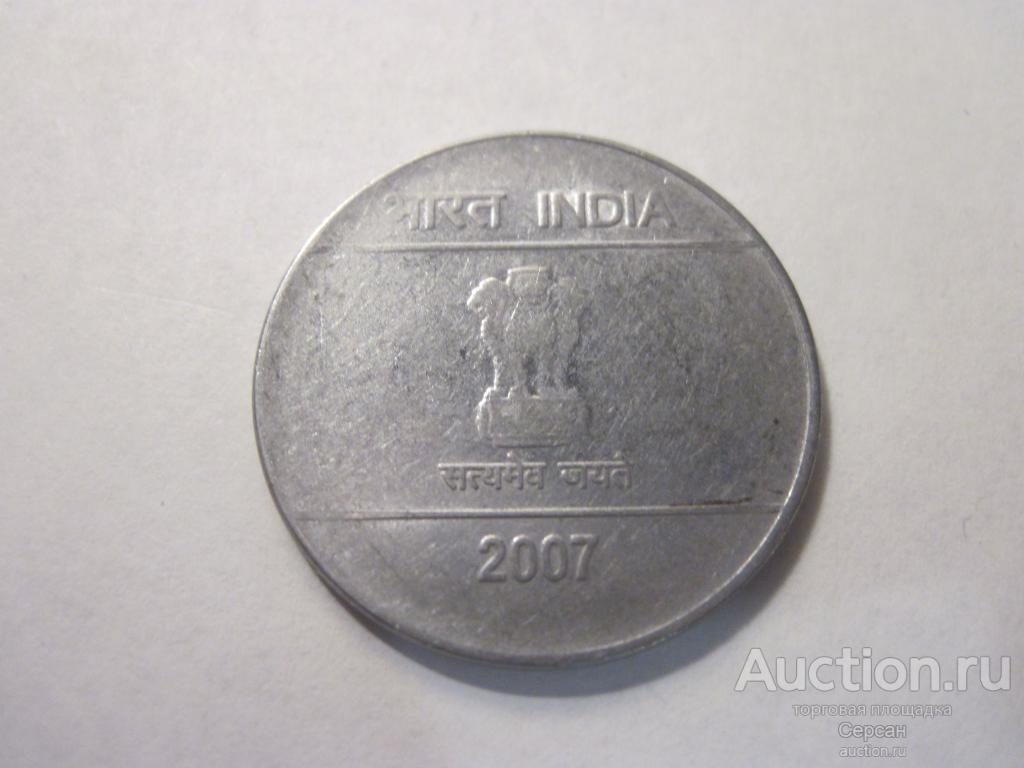 भारत INDIA
सत्यमेव जयते
2007
Auction.ru
торговая площадка
Серсан
auction.ru